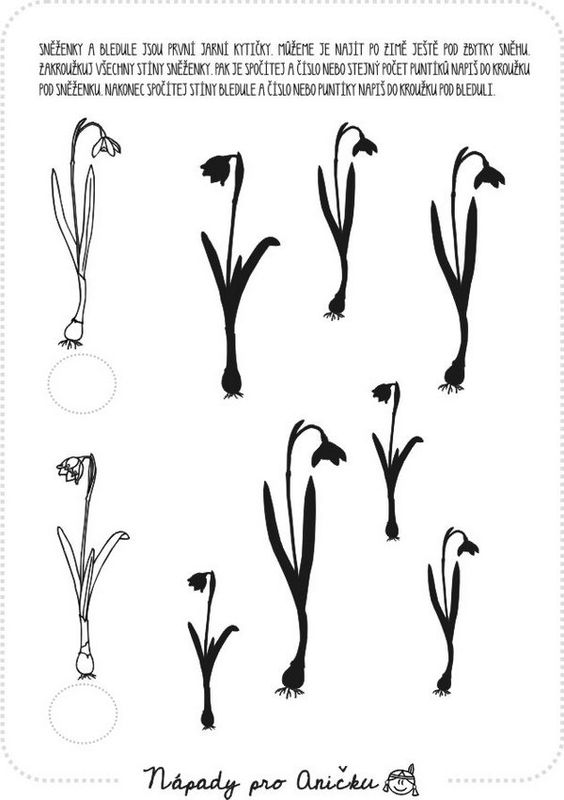 SNĚŽENKY A BLEDULE JSOU PRVNÍ JARNÍ KYTIČKY. MŮŽEME JE NAJÍT PO ZIMĚ JEŠTĚ POD ZBYTKY SNĚHU.
ZAKROUŽKUJ VŠECHNY STÍNY SNĚŽENKY. PAK JE SPOČÍTEJ A ČÍSLO NEBO STEJNÝ POČET PUNTÍKŮ NAPIŠ DO KROUŽKU
POD SNĚŽENKU. NAKONEC SPOČÍTEJ STÍNY BLEDULE A ČÍSLO NEBO PUNTÍKY NAPIŠ DO KROUŽKU POD BLEDULI.
Nápady pro Aničku